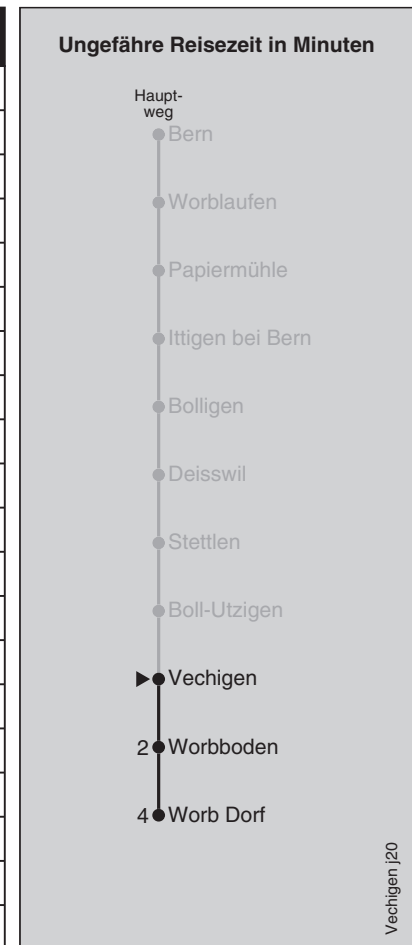 Ungefähre Reisezeit in Minuten
Haupt-
weg
Bern
Worblaufen
Papiermühle
Ittigen bei Bern
Bolligen
Deisswil
Stettlen
Boll-Utzigen
Vechigen
2 Worbboden
4 Worb Dorf
Vechigen j20